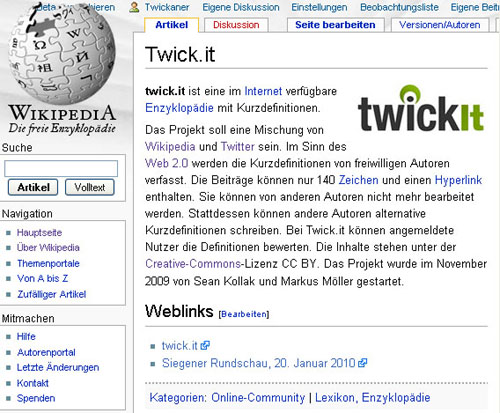 Twickaner Eigene Diskussion Einstellungen Beobachtungsliste Eigene Beit
Artikel Diskussion Seite bearbeiten Versionen/Autoren
WIKIPEDIA
Die freie Enzyklopädie
Suche
Artikel Volltext
Navigation
Hauptseite
Über Wikipedia
Themenportale
Von A bis Z
Zufälliger Artikel
Mitmachen
Hilfe
Autorenportal
Letzte Änderungen
Kontakt
Spenden
Twick.it
twick.it ist eine im Internet verfügbare
Enzyklopädie mit Kurzdefinitionen.
twickIt
Das Projekt soll eine Mischung von
Wikipedia und Twitter sein. Im Sinn des
Web 2.0 werden die Kurzdefinitionen von freiwilligen Autoren
verfasst. Die Beiträge können nur 140 Zeichen und einen Hyperlink
enthalten. Sie können von anderen Autoren nicht mehr bearbeitet
werden. Stattdessen können andere Autoren alternative
Kurzdefinitionen schreiben. Bei Twick.it können angemeldete
Nutzer die Definitionen bewerten. Die Inhalte stehen unter der
Creative-Commons-Lizenz CC BY. Das Projekt wurde im November
2009 von Sean Kollak und Markus Möller gestartet.
Weblinks [Bearbeiten]
twick.it
Siegener Rundschau, 20. Januar 2010
Kategorien: Online-Community | Lexikon, Enzyklopädie